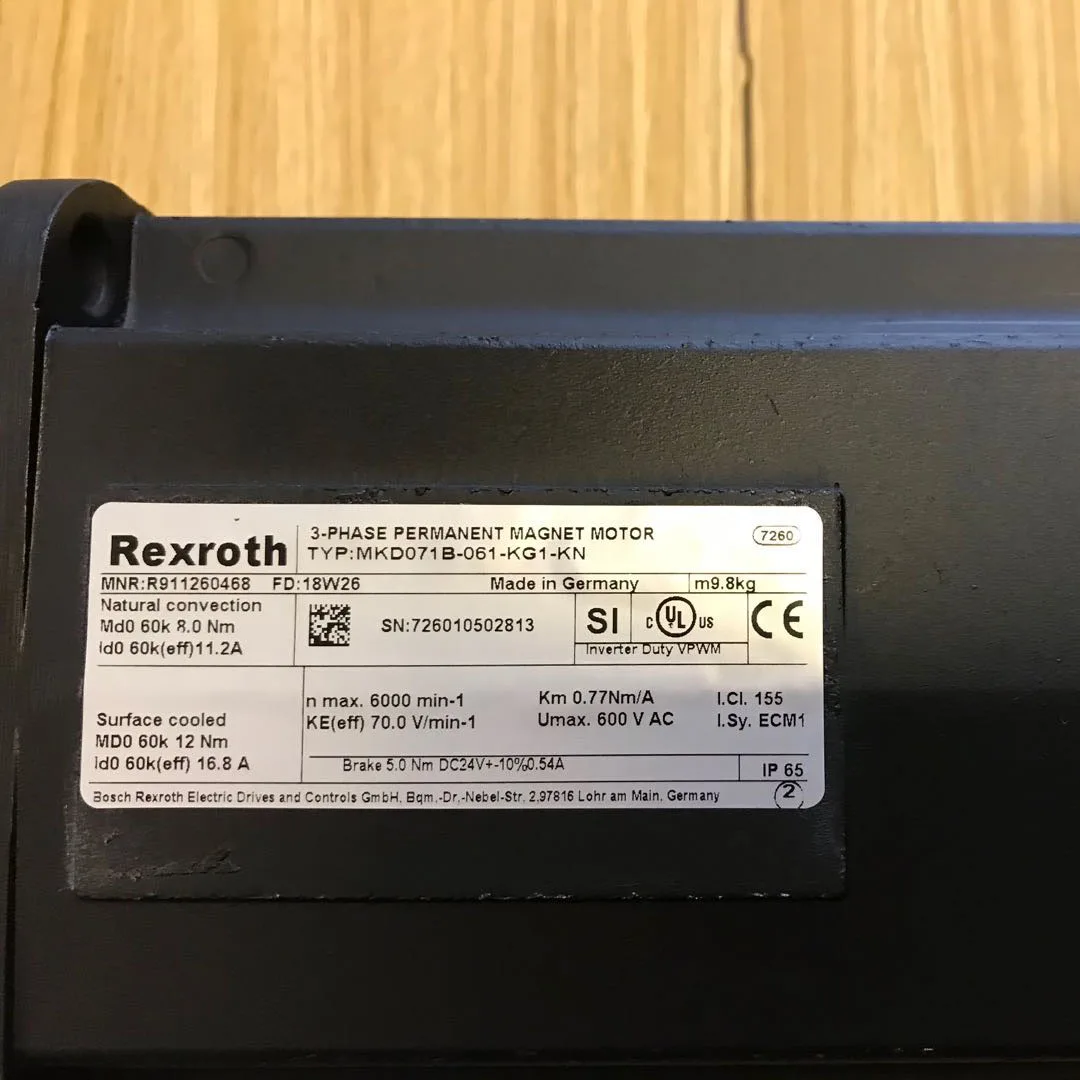 Rexroth
3-PHASE PERMANENT MAGNET MOTOR
7260
TYP:MKD071B-061-KG1-KN
MNR:R911260468 FD:18W26 Made in Germany m9.8kg
Natural convection
Md0 60k 8.0 Nm
Id0 60k(eff)11.2A
SN:726010502813
SI
c UL US
Inverter Duty VPWM
CE
n max. 6000 min-1 Km 0.77Nm/A I.Cl. 155
KE(eff) 70.0 V/min-1 Umax. 600 V AC I.Sy. ECM1
Surface cooled
MD0 60k 12 Nm
Id0 60k(eff) 16.8 A
Brake 5.0 Nm DC24V+-10%0.54A
IP 65
Bosch Rexroth Electric Drives and Controls GmbH, Bqm.-Dr,-Nebel-Str, 2,97816 Lohr am Main, Germany
2